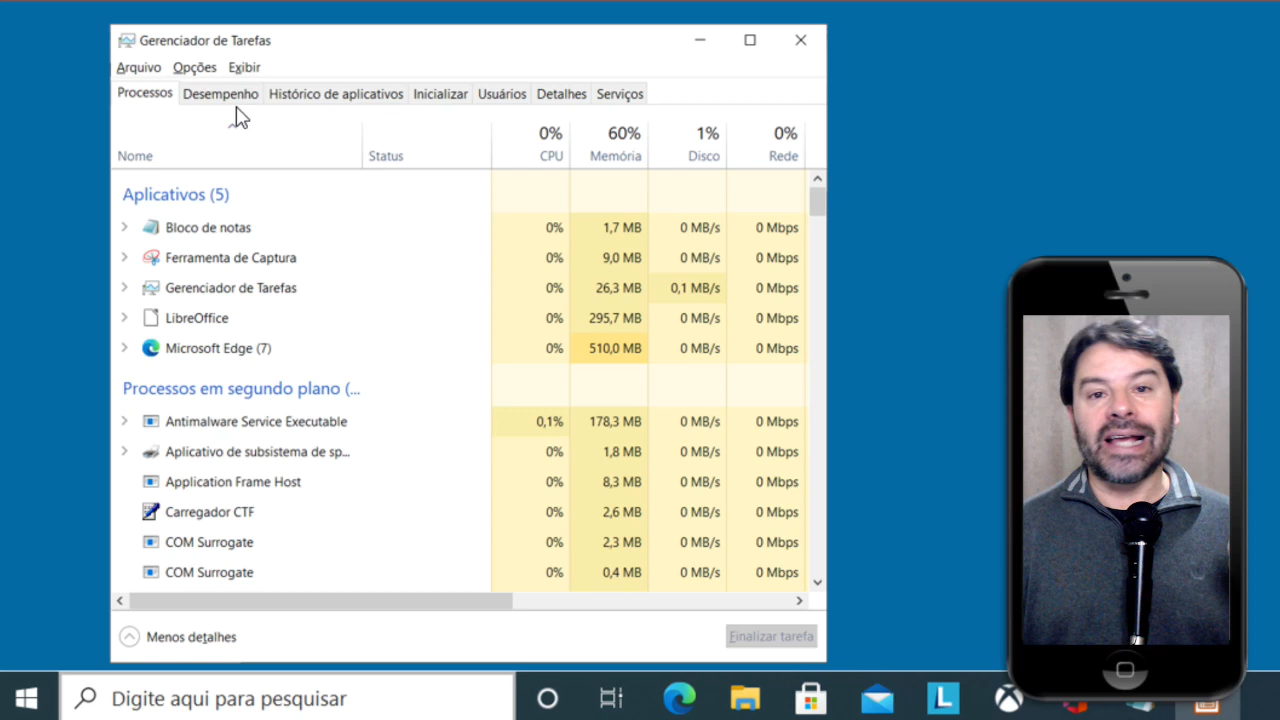 Gerenciador de Tarefas
Arquivo Opções Exibir
Processos Desempenho Histórico de aplicativos Inicializar Usuários Detalhes Serviços
0% 60% 1% 0%
Nome Status CPU Memória Disco Rede
Aplicativos (5)
Bloco de notas 0% 1,7 MB 0 MB/s 0 Mbps
Ferramenta de Captura 0% 9,0 MB 0 MB/s 0 Mbps
Gerenciador de Tarefas 0% 26,3 MB 0,1 MB/s 0 Mbps
LibreOffice 0% 295,7 MB 0 MB/s 0 Mbps
Microsoft Edge (7) 0% 510,0 MB 0 MB/s 0 Mbps
Processos em segundo plano (...
Antimalware Service Executable 0,1% 178,3 MB 0 MB/s 0 Mbps
Aplicativo de subsistema de sp... 0% 1,8 MB 0 MB/s 0 Mbps
Application Frame Host 0% 8,3 MB 0 MB/s 0 Mbps
Carregador CTF 0% 2,6 MB 0 MB/s 0 Mbps
COM Surrogate 0% 2,3 MB 0 MB/s 0 Mbps
COM Surrogate 0% 0,4 MB 0 MB/s 0 Mbps
Menos detalhes Finalizar tarefa
Digite aqui para pesquisar L